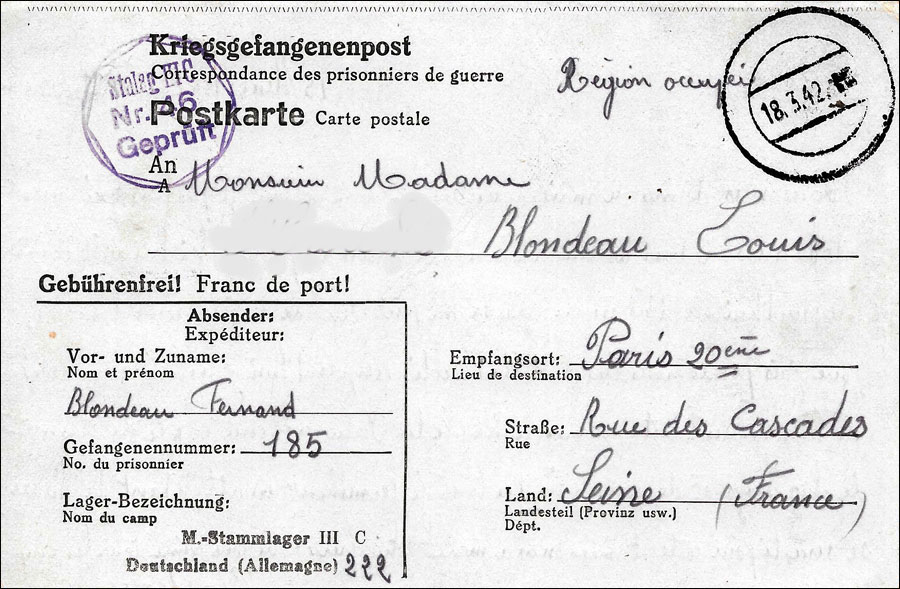 Kriegsgefangenenpost
Correspondance des prisonniers de guerre
Région occupée
Postkarte Carte postale
Stalag III C
Nr. 46
Geprüft
18.3.42
An
A
Monsieur Madame
Blondeau Louis
Gebührenfrei! Franc de port!
Absender:
Expéditeur:
Vor- und Zuname:
Nom et prénom
Blondeau Fernand
Gefangenennummer: 185
No. du prisonnier
Lager-Bezeichnung:
Nom du camp
M.-Stammlager III C
Deutschland (Allemagne) 222
Empfangsort: Paris 20ème
Lieu de destination
Straße: Rue des Cascades
Rue
Land: Seine (France)
Landesteil (Provinz usw.)
Dépt.